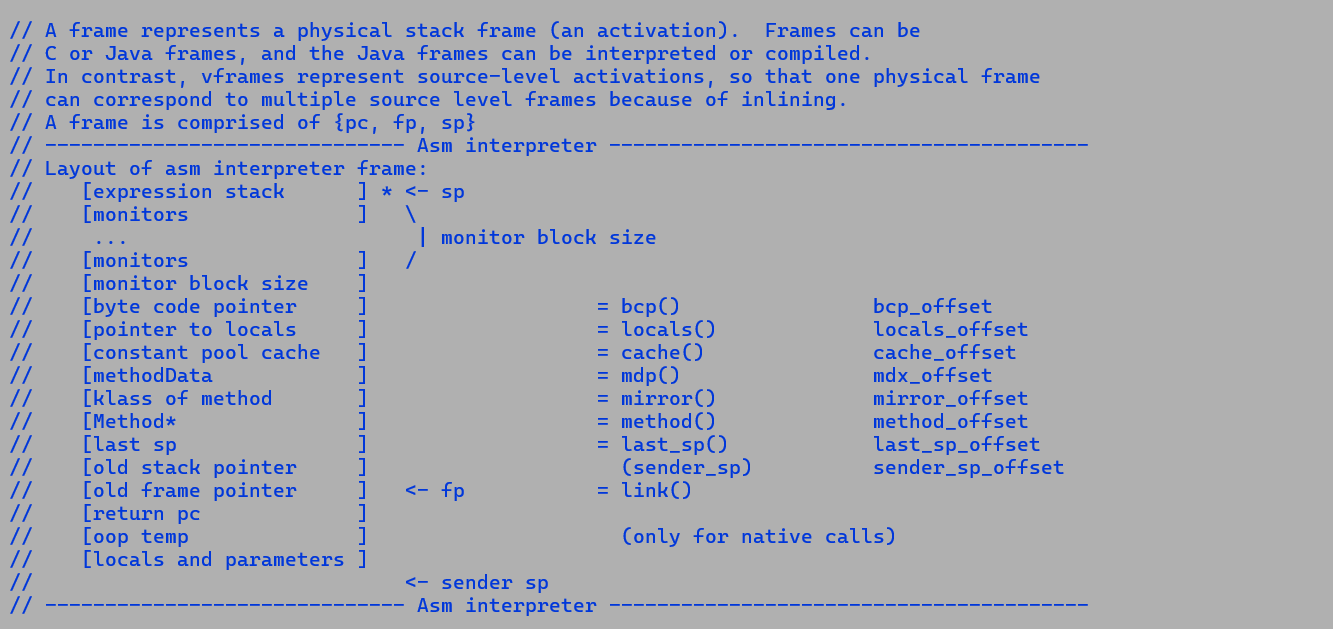 // A frame represents a physical stack frame (an activation).  Frames can be
// C or Java frames, and the Java frames can be interpreted or compiled.
// In contrast, vframes represent source-level activations, so that one physical frame
// can correspond to multiple source level frames because of inlining.
// A frame is comprised of {pc, fp, sp}
// ------------------------------ Asm interpreter ----------------------------------------
// Layout of asm interpreter frame:
//    [expression stack      ] * <- sp
//    [monitors              ]   \
//     ...                        | monitor block size
//    [monitors              ]   /
//    [monitor block size    ]
//    [byte code pointer     ]                   = bcp()                bcp_offset
//    [pointer to locals     ]                   = locals()             locals_offset
//    [constant pool cache   ]                   = cache()              cache_offset
//    [methodData            ]                   = mdp()                mdx_offset
//    [klass of method       ]                   = mirror()             mirror_offset
//    [Method*               ]                   = method()             method_offset
//    [last sp               ]                   = last_sp()            last_sp_offset
//    [old stack pointer     ]                     (sender_sp)          sender_sp_offset
//    [old frame pointer     ]   <- fp           = link()
//    [return pc             ]
//    [oop temp              ]                     (only for native calls)
//    [locals and parameters ]
//                               <- sender sp
// ------------------------------ Asm interpreter ----------------------------------------